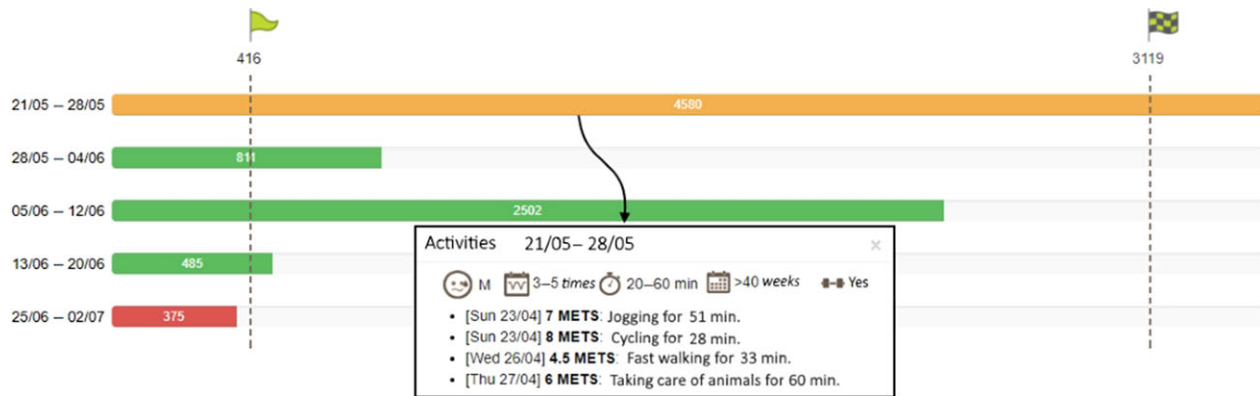 416 3119
21/05 – 28/05 4580
28/05 – 04/06 811
05/06 – 12/06 2502
13/06 – 20/06 485
25/06 – 02/07 375
Activities 21/05– 28/05 ×
M 3–5 times 20–60 min >40 weeks Yes
• [Sun 23/04] 7 METS: Jogging for 51 min.
• [Sun 23/04] 8 METS: Cycling for 28 min.
• [Wed 26/04] 4.5 METS: Fast walking for 33 min.
• [Thu 27/04] 6 METS: Taking care of animals for 60 min.